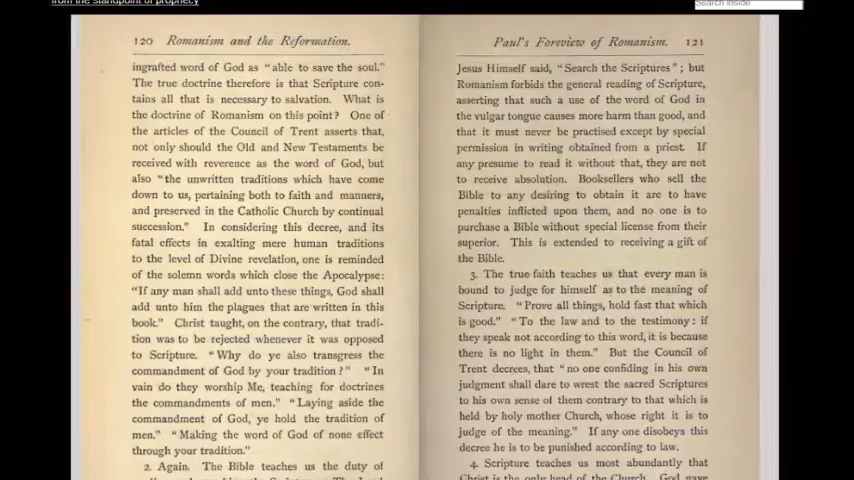 from the standpoint of prophecy
Search inside
120 Romanism and the Reformation.
ingrafted word of God as “able to save the soul.”
The true doctrine therefore is that Scripture con-
tains all that is necessary to salvation. What is
the doctrine of Romanism on this point? One of
the articles of the Council of Trent asserts that,
not only should the Old and New Testaments be
received with reverence as the word of God, but
also “the unwritten traditions which have come
down to us, pertaining both to faith and manners,
and preserved in the Catholic Church by continual
succession.” In considering this decree, and its
fatal effects in exalting mere human traditions
to the level of Divine revelation, one is reminded
of the solemn words which close the Apocalypse:
“If any man shall add unto these things, God shall
add unto him the plagues that are written in this
book.” Christ taught, on the contrary, that tradi-
tion was to be rejected whenever it was opposed
to Scripture. “Why do ye also transgress the
commandment of God by your tradition?” “In
vain do they worship Me, teaching for doctrines
the commandments of men.” “Laying aside the
commandment of God, ye hold the tradition of
men.” “Making the word of God of none effect
through your tradition.”
2. Again. The Bible teaches us the duty of
Paul's Foreview of Romanism. 121
Jesus Himself said, “Search the Scriptures”; but
Romanism forbids the general reading of Scripture,
asserting that such a use of the word of God in
the vulgar tongue causes more harm than good, and
that it must never be practised except by special
permission in writing obtained from a priest. If
any presume to read it without that, they are not
to receive absolution. Booksellers who sell the
Bible to any desiring to obtain it are to have
penalties inflicted upon them, and no one is to
purchase a Bible without special license from their
superior. This is extended to receiving a gift of
the Bible.
3. The true faith teaches us that every man is
bound to judge for himself as to the meaning of
Scripture. “Prove all things, hold fast that which
is good.” “To the law and to the testimony: if
they speak not according to this word, it is because
there is no light in them.” But the Council of
Trent decrees, that “no one confiding in his own
judgment shall dare to wrest the sacred Scriptures
to his own sense of them contrary to that which is
held by holy mother Church, whose right it is to
judge of the meaning.” If any one disobeys this
decree he is to be punished according to law.
4. Scripture teaches us most abundantly that
Christ is the only head of the Church. God gave